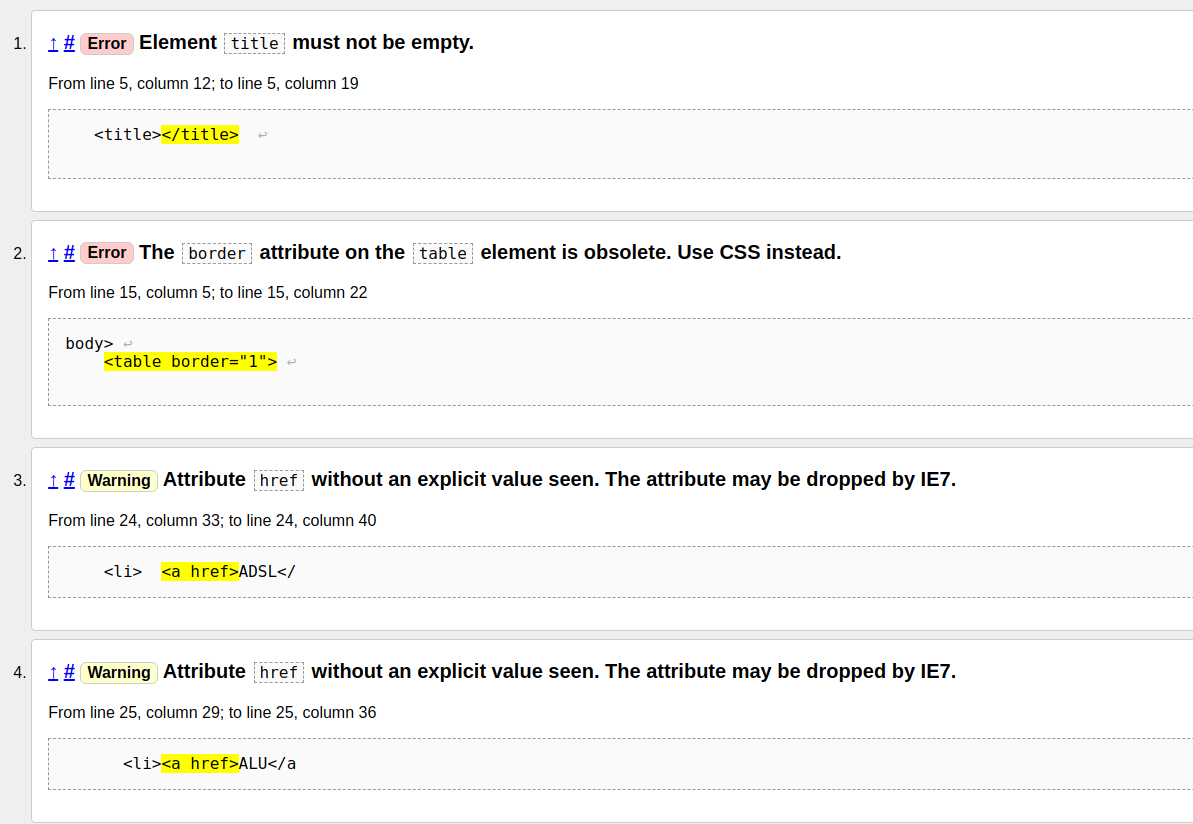 1. ↑ # Error Element title must not be empty.
From line 5, column 12; to line 5, column 19
<title></title> ↩
2. ↑ # Error The border attribute on the table element is obsolete. Use CSS instead.
From line 15, column 5; to line 15, column 22
body> ↩
<table border="1"> ↩
3. ↑ # Warning Attribute href without an explicit value seen. The attribute may be dropped by IE7.
From line 24, column 33; to line 24, column 40
<li>  <a href>ADSL</
4. ↑ # Warning Attribute href without an explicit value seen. The attribute may be dropped by IE7.
From line 25, column 29; to line 25, column 36
<li><a href>ALU</a